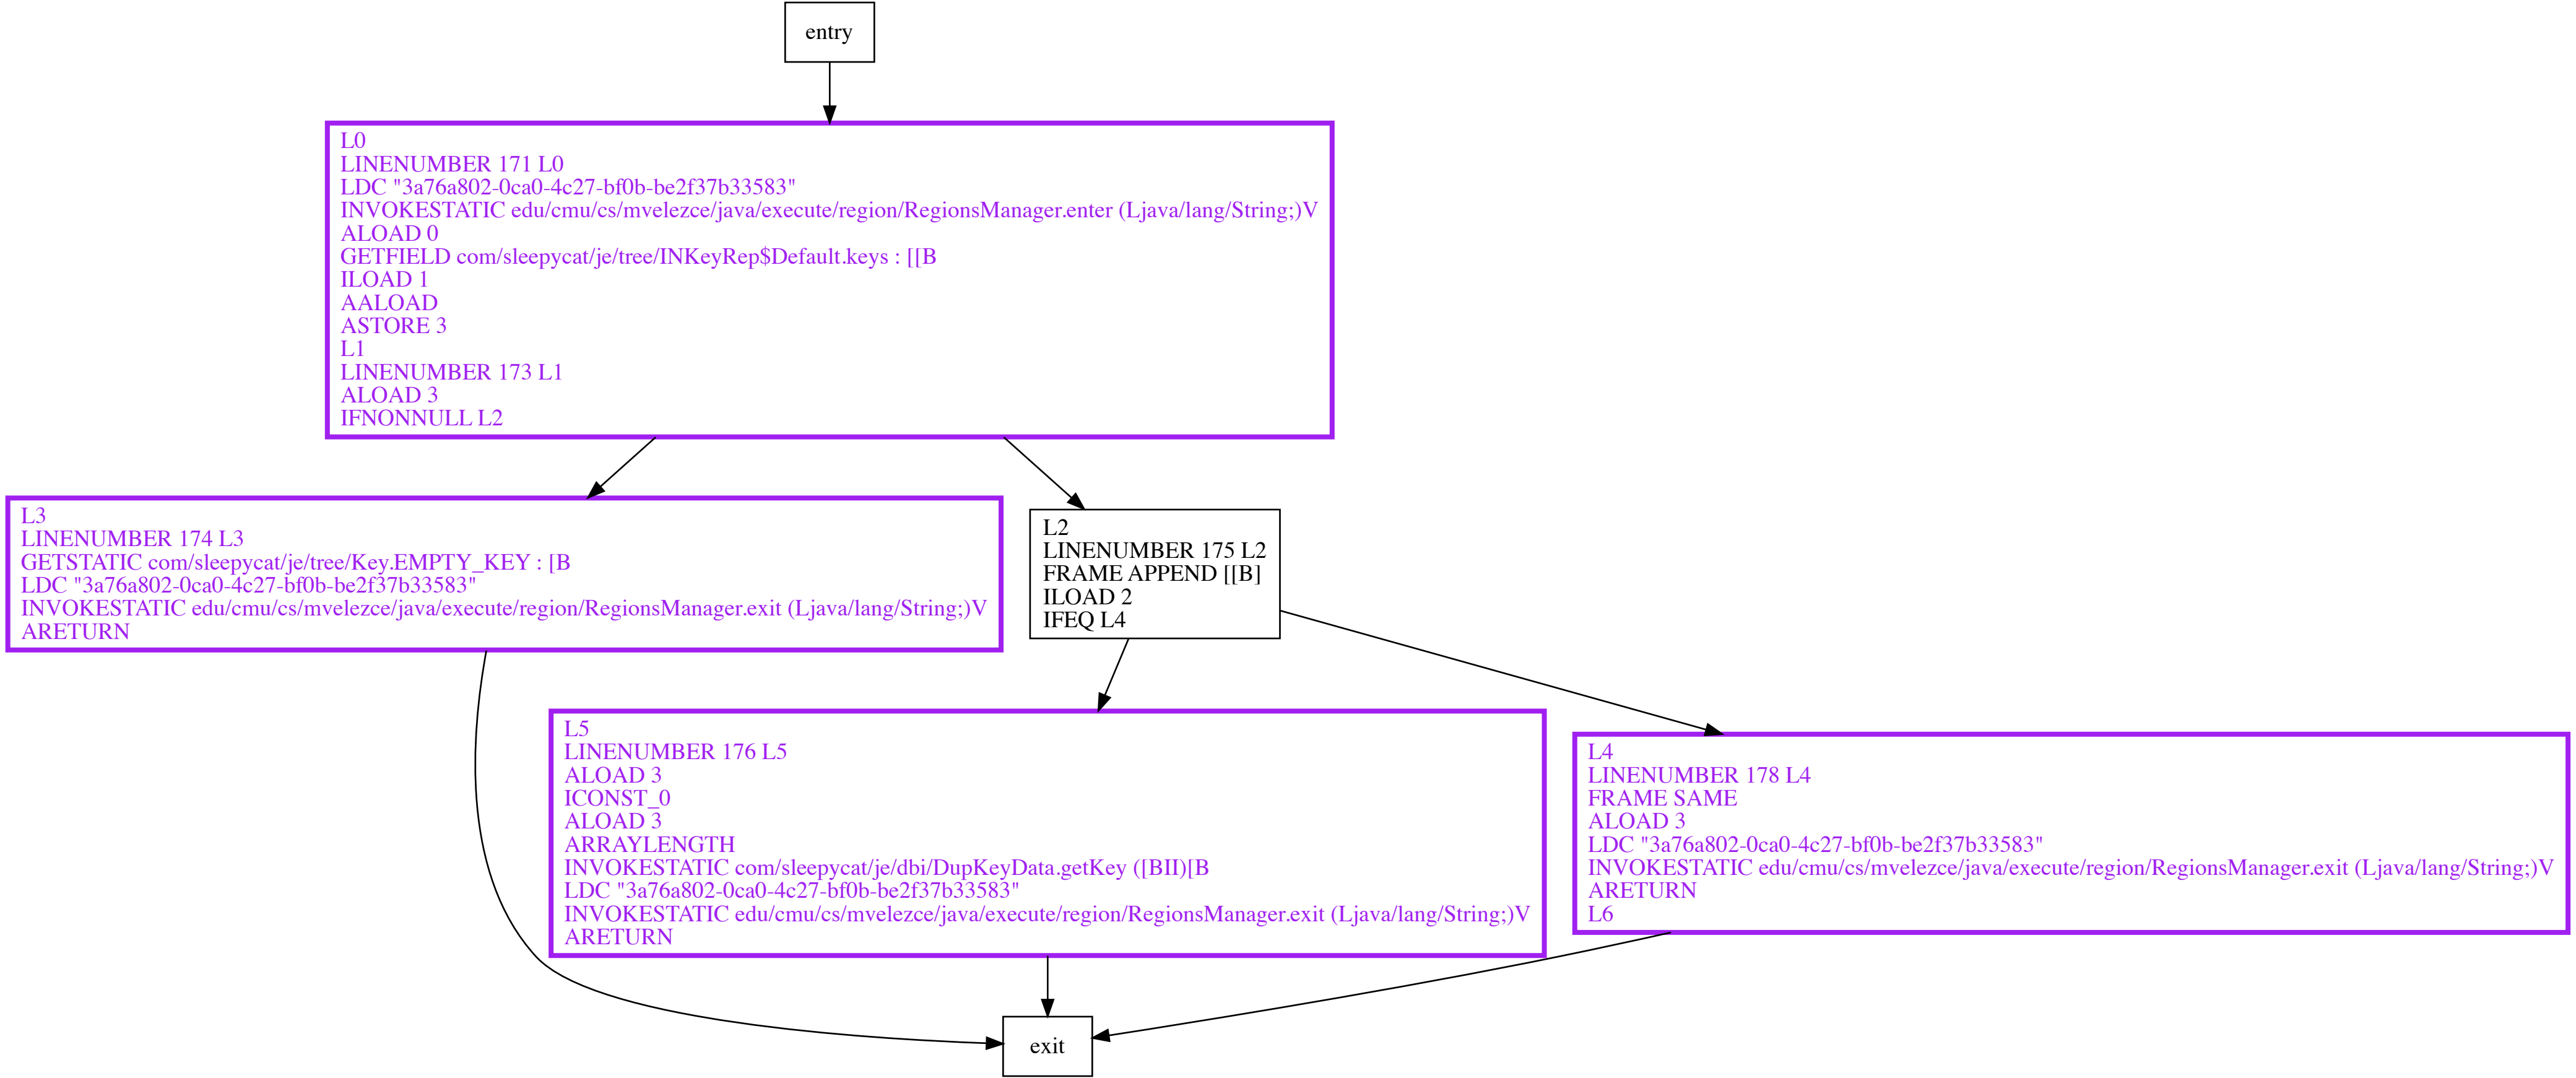 entry
L0
LINENUMBER 171 L0
LDC "3a76a802-0ca0-4c27-bf0b-be2f37b33583"
INVOKESTATIC edu/cmu/cs/mvelezce/java/execute/region/RegionsManager.enter (Ljava/lang/String;)V
ALOAD 0
GETFIELD com/sleepycat/je/tree/INKeyRep$Default.keys : [[B
ILOAD 1
AALOAD
ASTORE 3
L1
LINENUMBER 173 L1
ALOAD 3
IFNONNULL L2
L3
LINENUMBER 174 L3
GETSTATIC com/sleepycat/je/tree/Key.EMPTY_KEY : [B
LDC "3a76a802-0ca0-4c27-bf0b-be2f37b33583"
INVOKESTATIC edu/cmu/cs/mvelezce/java/execute/region/RegionsManager.exit (Ljava/lang/String;)V
ARETURN
L2
LINENUMBER 175 L2
FRAME APPEND [[B]
ILOAD 2
IFEQ L4
L5
LINENUMBER 176 L5
ALOAD 3
ICONST_0
ALOAD 3
ARRAYLENGTH
INVOKESTATIC com/sleepycat/je/dbi/DupKeyData.getKey ([BII)[B
LDC "3a76a802-0ca0-4c27-bf0b-be2f37b33583"
INVOKESTATIC edu/cmu/cs/mvelezce/java/execute/region/RegionsManager.exit (Ljava/lang/String;)V
ARETURN
L4
LINENUMBER 178 L4
FRAME SAME
ALOAD 3
LDC "3a76a802-0ca0-4c27-bf0b-be2f37b33583"
INVOKESTATIC edu/cmu/cs/mvelezce/java/execute/region/RegionsManager.exit (Ljava/lang/String;)V
ARETURN
L6
exit